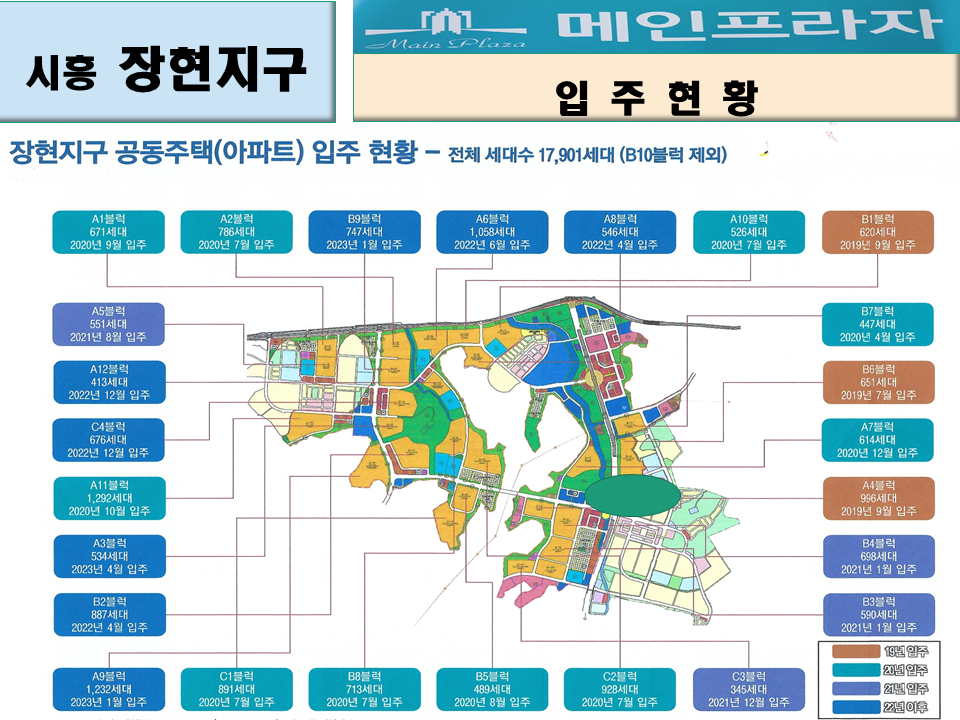 시흥 장현지구
Main Plaza
메인프라자
입 주 현 황
장현지구 공동주택(아파트) 입주 현황 – 전체 세대수 17,901세대 (B10블럭 제외)
A1블럭
671세대
2020년 9월 입주
A2블럭
786세대
2020년 7월 입주
B9블럭
747세대
2023년 1월 입주
A6블럭
1,058세대
2022년 6월 입주
A8블럭
546세대
2022년 4월 입주
A10블럭
526세대
2020년 7월 입주
B1블럭
620세대
2019년 9월 입주
A5블럭
551세대
2021년 8월 입주
B7블럭
447세대
2020년 4월 입주
A12블럭
413세대
2022년 12월 입주
B6블럭
651세대
2019년 7월 입주
C4블럭
676세대
2022년 12월 입주
A7블럭
614세대
2020년 12월 입주
A11블럭
1,292세대
2020년 10월 입주
A4블럭
996세대
2019년 9월 입주
A3블럭
534세대
2023년 4월 입주
B4블럭
698세대
2021년 1월 입주
B2블럭
887세대
2022년 4월 입주
B3블럭
590세대
2021년 1월 입주
A9블럭
1,232세대
2023년 1월 입주
C1블럭
891세대
2020년 7월 입주
B8블럭
713세대
2020년 7월 입주
B5블럭
489세대
2020년 8월 입주
C2블럭
928세대
2020년 7월 입주
C3블럭
345세대
2021년 12월 입주
19년 입주
20년 입주
21년 입주
22년 이후